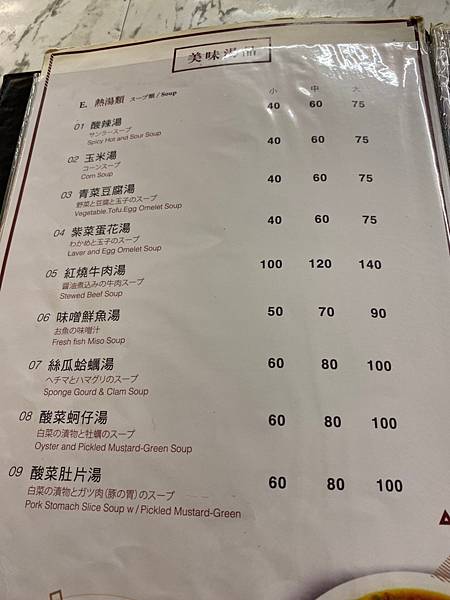 美味湯品
E. 熱湯類 スープ類 / Soup 小 中 大
01 酸辣湯 40 60 75
サンラースープ
Spicy Hot and Sour Soup
02 玉米湯 40 60 75
コーンスープ
Corn Soup
03 青菜豆腐湯 40 60 75
野菜と豆腐と玉子のスープ
Vegetable.Tofu.Egg Omelet Soup
04 紫菜蛋花湯 40 60 75
わかめと玉子のスープ
Laver and Egg Omelet Soup
05 紅燒牛肉湯 100 120 140
醤油煮込みの牛肉スープ
Stewed Beef Soup
06 味噌鮮魚湯 50 70 90
お魚の味噌汁
Fresh fish Miso Soup
07 絲瓜蛤蠣湯 60 80 100
ヘチマとハマグリのスープ
Sponge Gourd & Clam Soup
08 酸菜蚵仔湯 60 80 100
白菜の漬物と牡蠣のスープ
Oyster and Pickled Mustard-Green Soup
09 酸菜肚片湯 60 80 100
白菜の漬物とガツ肉(豚の胃)のスープ
Pork Stomach Slice Soup w / Pickled Mustard-Green